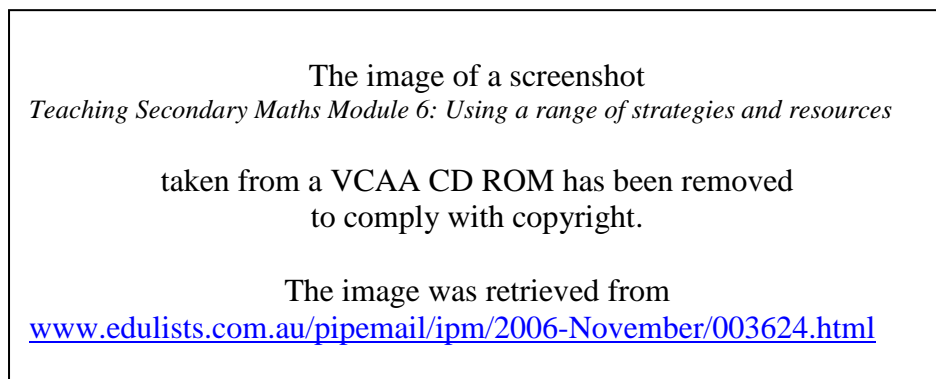 The image of a screenshot
Teaching Secondary Maths Module 6: Using a range of strategies and resources
taken from a VCAA CD ROM has been removed
to comply with copyright.
The image was retrieved from
www.edulists.com.au/pipemail/ipm/2006-November/003624.html